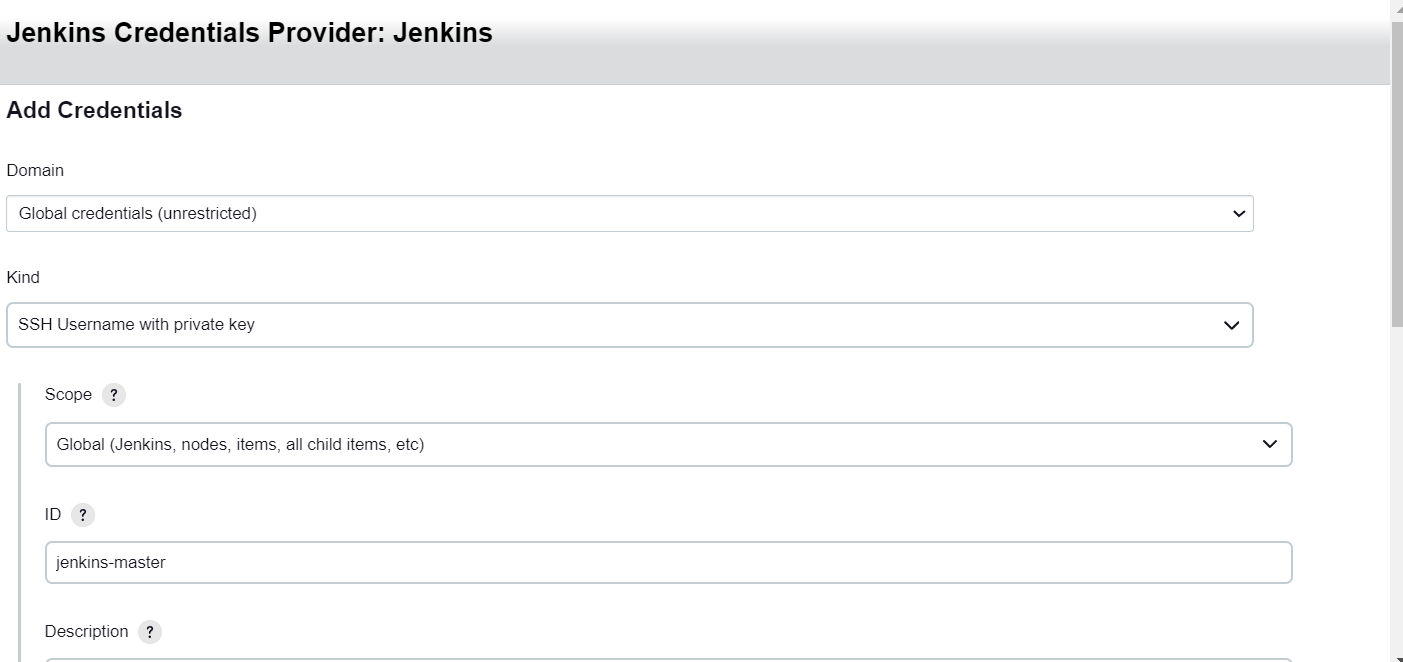 Jenkins Credentials Provider: Jenkins
Add Credentials
Domain
Global credentials (unrestricted)
Kind
SSH Username with private key
Scope ?
Global (Jenkins, nodes, items, all child items, etc)
ID ?
jenkins-master
Description ?